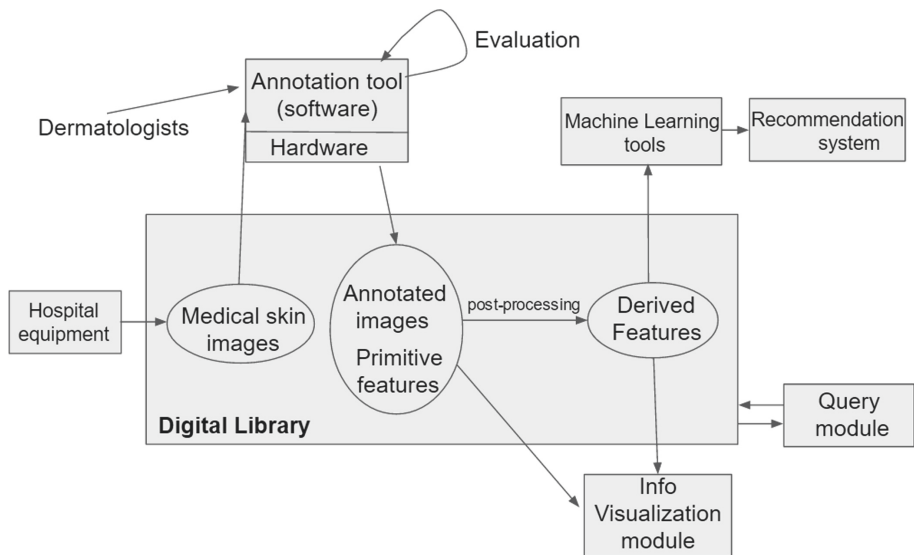 Evaluation
Annotation tool
(software)
Hardware
Dermatologists
Machine Learning
tools
Recommendation
system
Hospital
equipment
Medical skin
images
Annotated
images
Primitive
features
post-processing
Derived
Features
Digital Library
Query
module
Info
Visualization
module